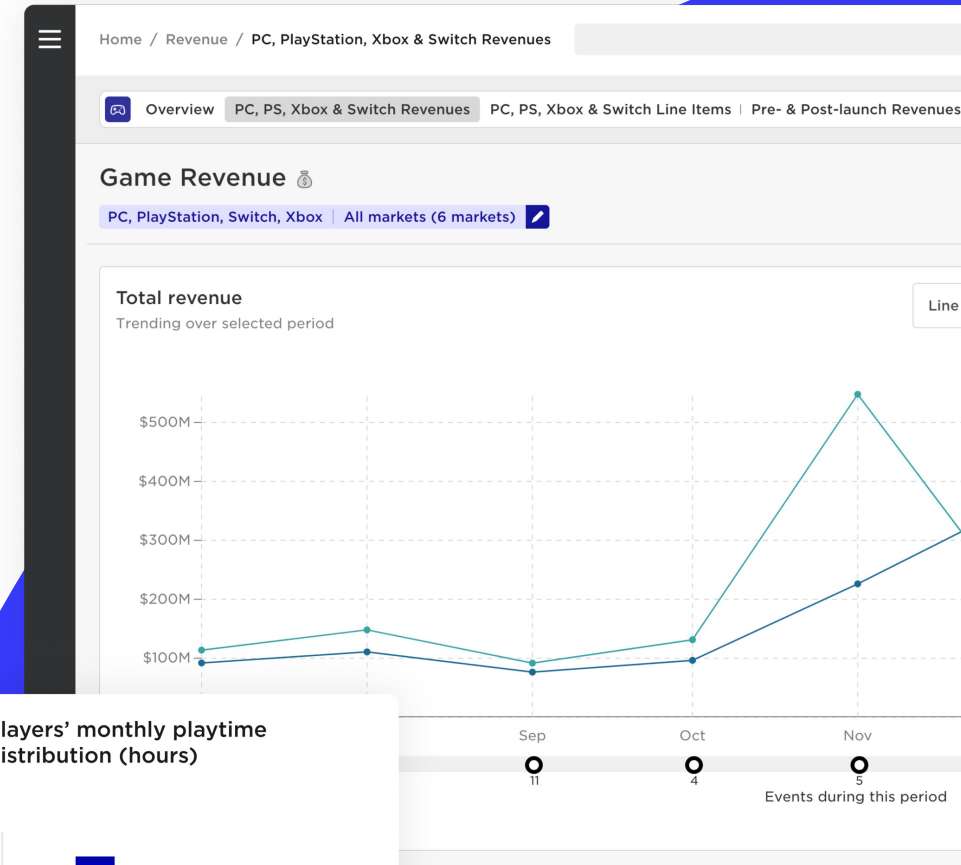 Home / Revenue / PC, PlayStation, Xbox & Switch Revenues
Overview PC, PS, Xbox & Switch Revenues PC, PS, Xbox & Switch Line Items | Pre- & Post-launch Revenues
Game Revenue
PC, PlayStation, Switch, Xbox | All markets (6 markets)
Total revenue
Trending over selected period
Line
$500M
$400M
$300M
$200M
$100M
Sep Oct Nov
11 4 5
Events during this period
layers’ monthly playtime
istribution (hours)